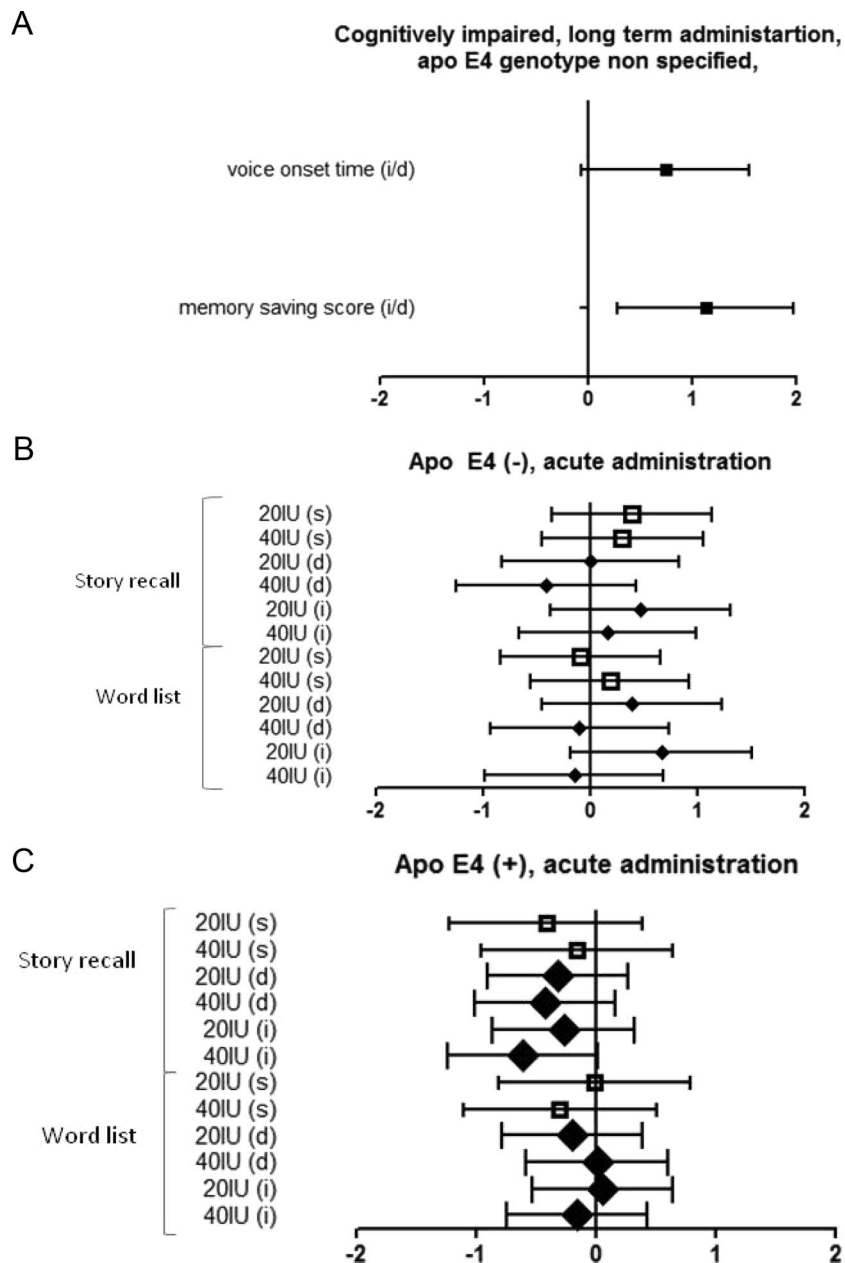 A
Cognitively impaired, long term administartion,
apo E4 genotype non specified,
voice onset time (i/d)
memory saving score (i/d)
-2 -1 0 1 2
B
Apo E4 (-), acute administration
Story recall
20IU (s)
40IU (s)
20IU (d)
40IU (d)
20IU (i)
40IU (i)
Word list
20IU (s)
40IU (s)
20IU (d)
40IU (d)
20IU (i)
40IU (i)
-2 -1 0 1 2
C
Apo E4 (+), acute administration
Story recall
20IU (s)
40IU (s)
20IU (d)
40IU (d)
20IU (i)
40IU (i)
Word list
20IU (s)
40IU (s)
20IU (d)
40IU (d)
20IU (i)
40IU (i)
-2 -1 0 1 2